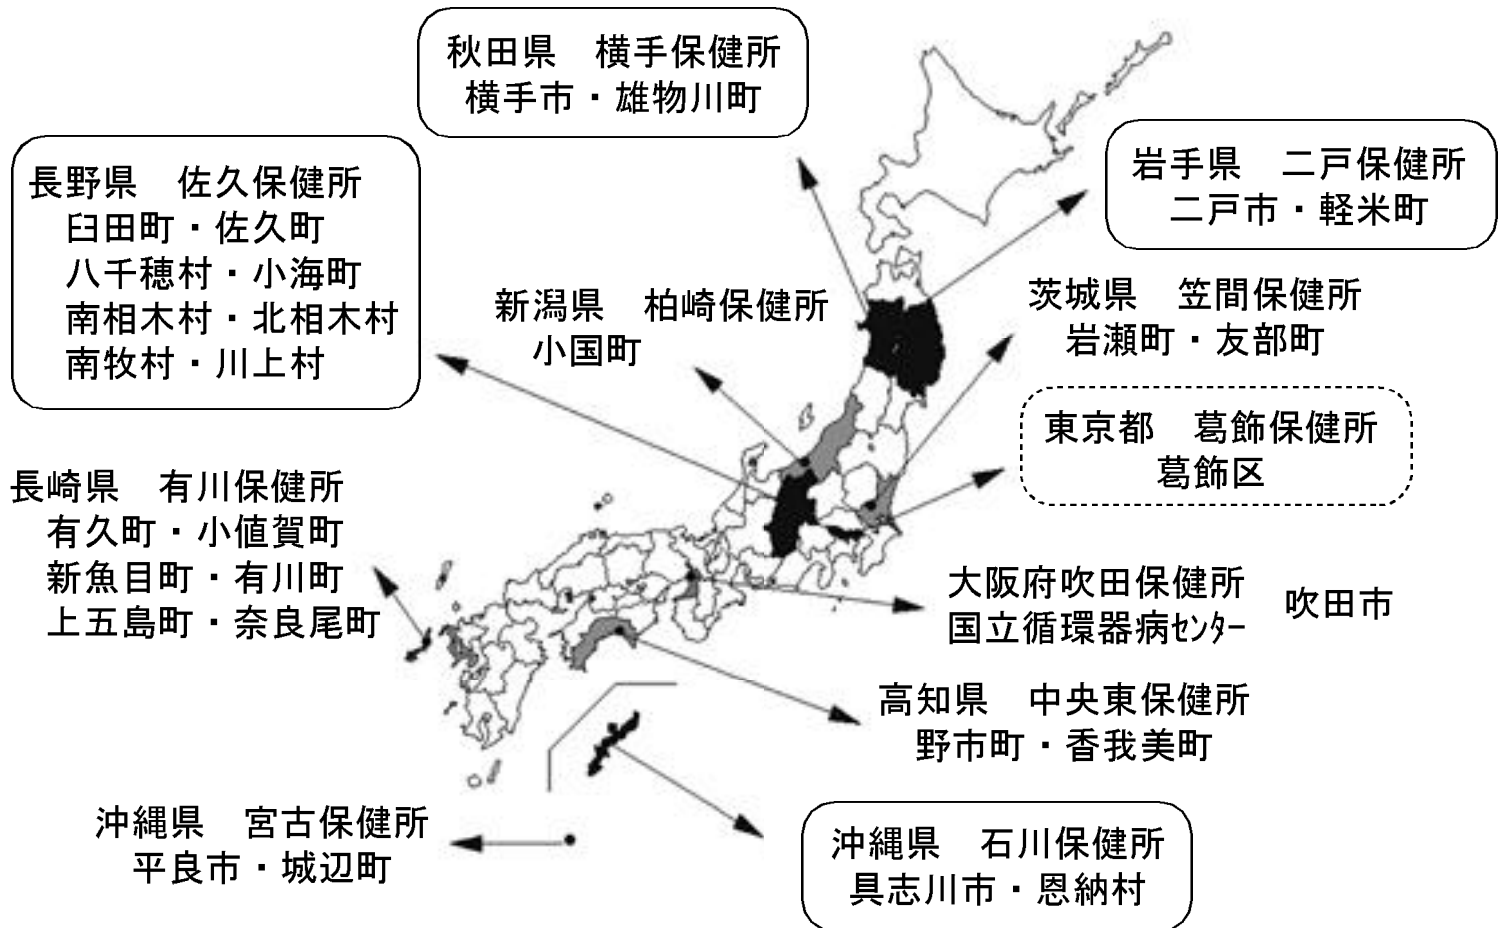 秋田県　横手保健所
横手市・雄物川町
岩手県　二戸保健所
二戸市・軽米町
長野県　佐久保健所
臼田町・佐久町
八千穂村・小海町
南相木村・北相木村
南牧村・川上村
新潟県　柏崎保健所
小国町
茨城県　笠間保健所
岩瀬町・友部町
東京都　葛飾保健所
葛飾区
長崎県　有川保健所
有久町・小値賀町
新魚目町・有川町
上五島町・奈良尾町
大阪府吹田保健所
国立循環器病ｾﾝﾀｰ
吹田市
高知県　中央東保健所
野市町・香我美町
沖縄県　宮古保健所
平良市・城辺町
沖縄県　石川保健所
具志川市・恩納村